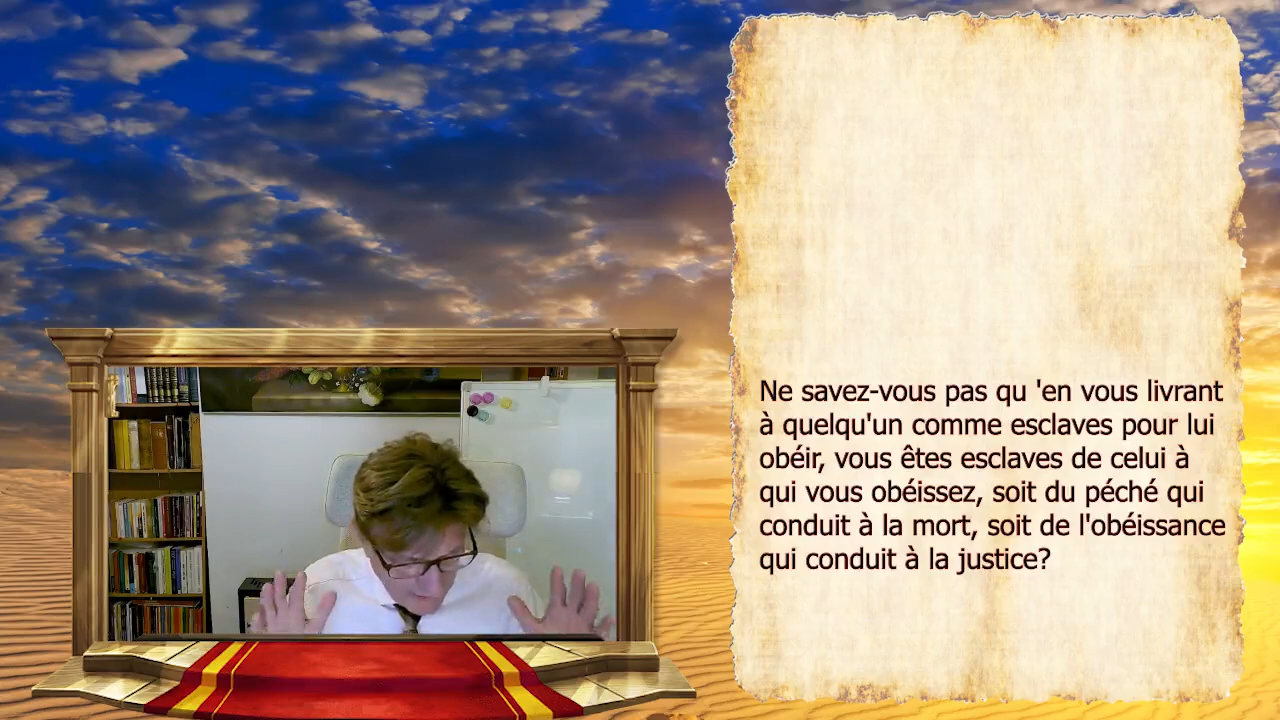 Ne savez-vous pas qu 'en vous livrant
à quelqu'un comme esclaves pour lui
obéir, vous êtes esclaves de celui à
qui vous obéissez, soit du péché qui
conduit à la mort, soit de l'obéissance
qui conduit à la justice?